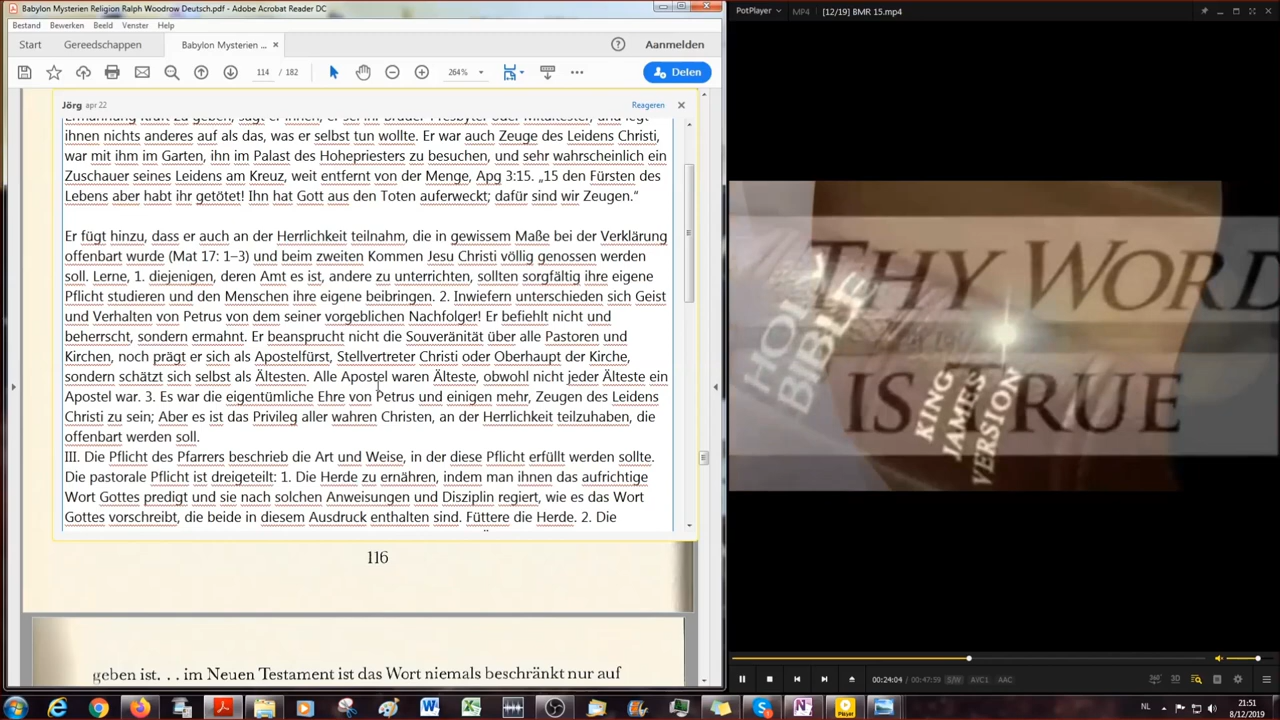 Babylon Mysterien Religion Ralph Woodrow Deutsch.pdf - Adobe Acrobat Reader DC
Bestand Bewerken Beeld Venster Help
Start Gereedschappen Babylon Mysterien ... × Aanmelden
114 / 182 264% Delen
Jörg apr 22 Reageren
ihnen nichts anderes auf als das, was er selbst tun wollte. Er war auch Zeuge des Leidens Christi,
war mit ihm im Garten, ihn im Palast des Hohepriesters zu besuchen, und sehr wahrscheinlich ein
Zuschauer seines Leidens am Kreuz, weit entfernt von der Menge, Apg 3:15. „15 den Fürsten des
Lebens aber habt ihr getötet! Ihn hat Gott aus den Toten auferweckt; dafür sind wir Zeugen.“
Er fügt hinzu, dass er auch an der Herrlichkeit teilnahm, die in gewissem Maße bei der Verklärung
offenbart wurde (Mat 17: 1–3) und beim zweiten Kommen Jesu Christi völlig genossen werden
soll. Lerne, 1. diejenigen, deren Amt es ist, andere zu unterrichten, sollten sorgfältig ihre eigene
Pflicht studieren und den Menschen ihre eigene beibringen. 2. Inwiefern unterschieden sich Geist
und Verhalten von Petrus von dem seiner vorgeblichen Nachfolger! Er befiehlt nicht und
beherrscht, sondern ermahnt. Er beansprucht nicht die Souveränität über alle Pastoren und
Kirchen, noch prägt er sich als Apostelfürst, Stellvertreter Christi oder Oberhaupt der Kirche,
sondern schätzt sich selbst als Ältesten. Alle Apostel waren Älteste, obwohl nicht jeder Älteste ein
Apostel war. 3. Es war die eigentümliche Ehre von Petrus und einigen mehr, Zeugen des Leidens
Christi zu sein; Aber es ist das Privileg aller wahren Christen, an der Herrlichkeit teilzuhaben, die
offenbart werden soll.
III. Die Pflicht des Pfarrers beschrieb die Art und Weise, in der diese Pflicht erfüllt werden sollte.
Die pastorale Pflicht ist dreigeteilt: 1. Die Herde zu ernähren, indem man ihnen das aufrichtige
Wort Gottes predigt und sie nach solchen Anweisungen und Disziplin regiert, wie es das Wort
Gottes vorschreibt, die beide in diesem Ausdruck enthalten sind. Füttere die Herde. 2. Die
116
geben ist. . . im Neuen Testament ist das Wort niemals beschränkt nur auf
PotPlayer MP4 [12/19] BMR 15.mp4
THY WORD
IS TRUE
HOLY
BIBLE
KING
JAMES
VERSION
00:24:04 / 00:47:59 S/W AVC1 AAC
360° 3D
NL 21:51
8/12/2019